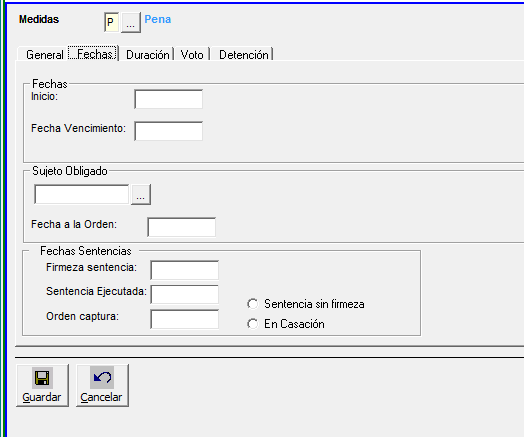 Medidas P ... Pena
General Fechas Duración Voto Detención
Fechas
Inicio:
Fecha Vencimiento:
Sujeto Obligado
...
Fecha a la Orden:
Fechas Sentencias
Firmeza sentencia:
Sentencia Ejecutada:
Sentencia sin firmeza
Orden captura:
En Casación
Guardar Cancelar